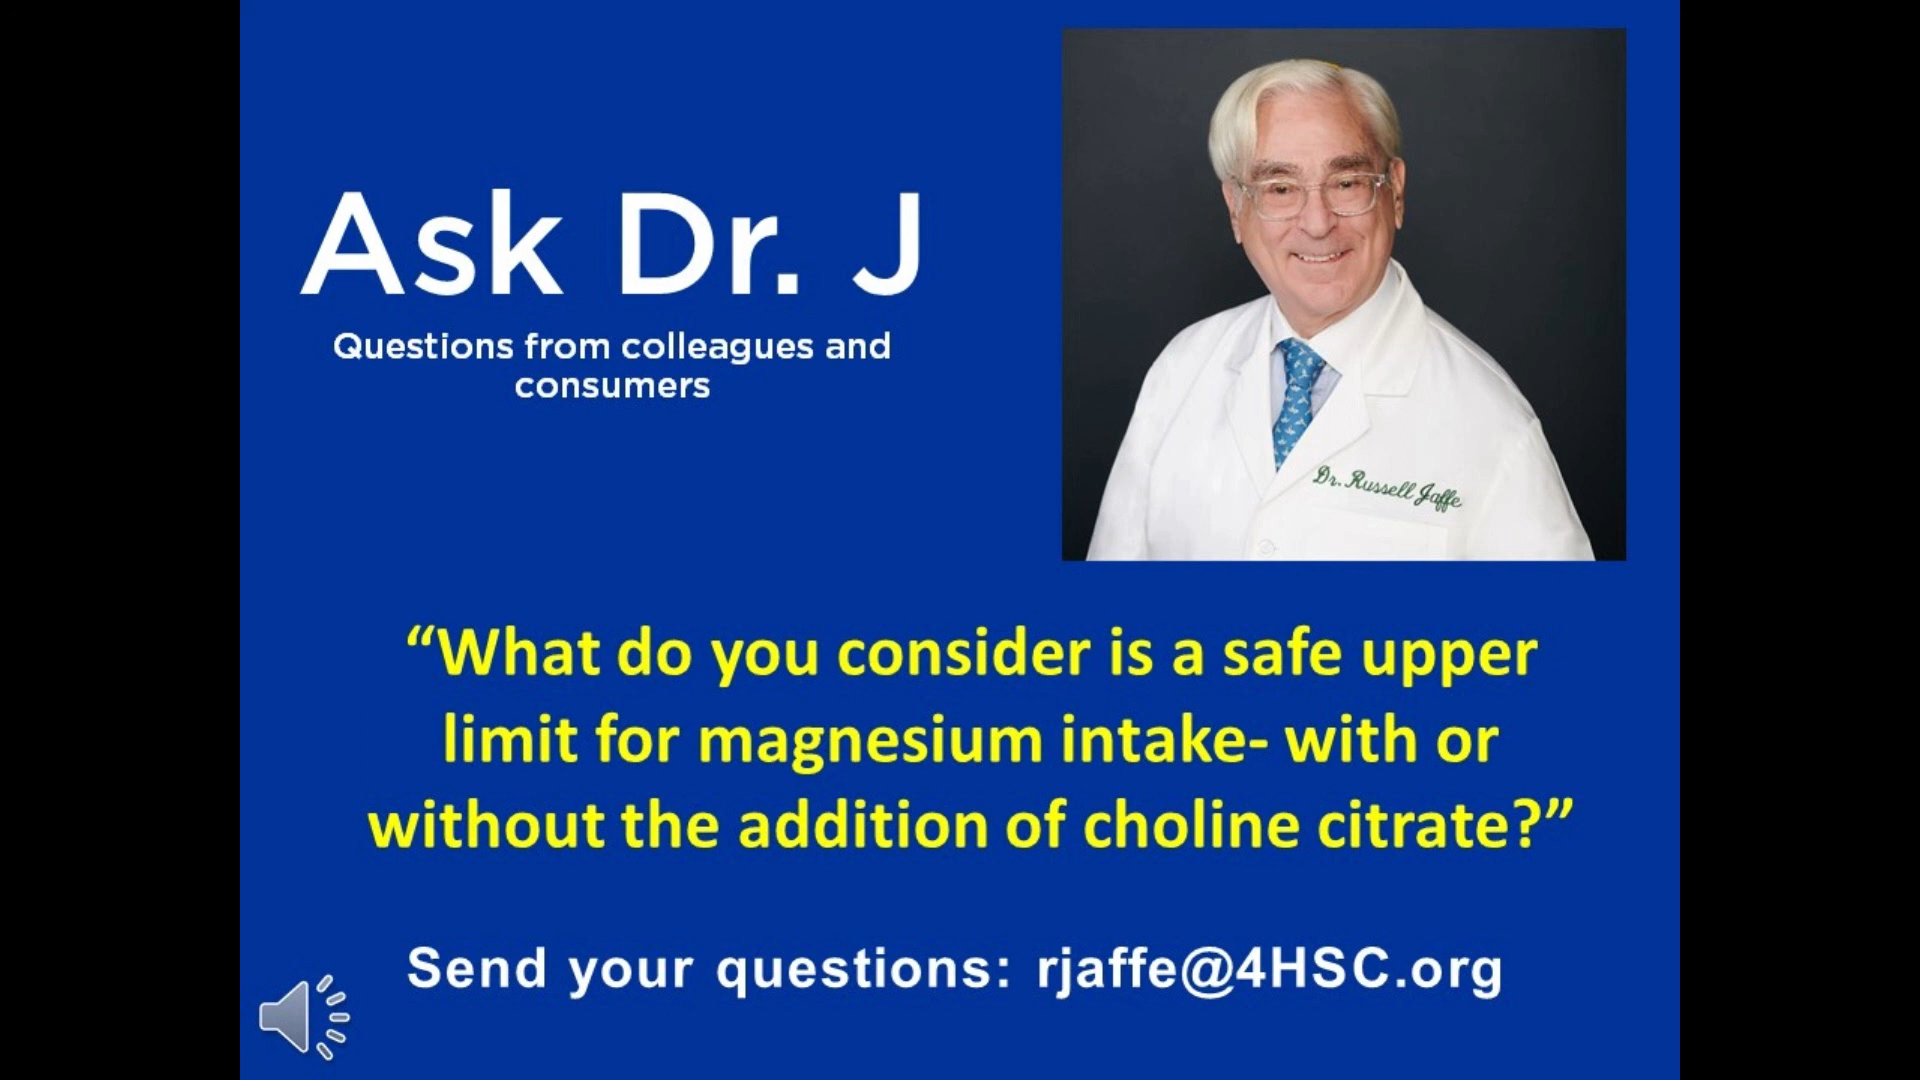 Ask Dr. J
Questions from colleagues and
consumers
Dr. Russell Jaffe
“What do you consider is a safe upper
limit for magnesium intake- with or
without the addition of choline citrate?”
Send your questions: rjaffe@4HSC.org